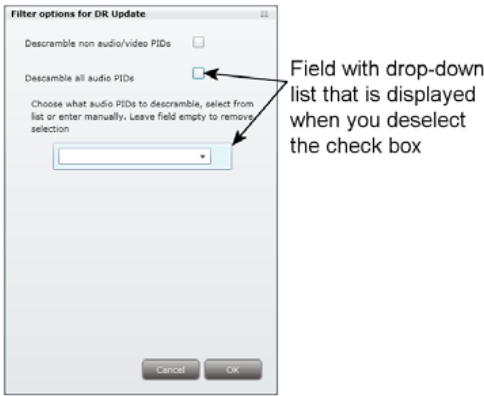 Filter options for DR Update
Descramble non audio/video PIDs
Descamble all audio PIDs
Choose what audio PIDs to descramble, select from
list or enter manually. Leave field empty to remove
selection
Cancel
OK
Field with drop-down
list that is displayed
when you deselect
the check box